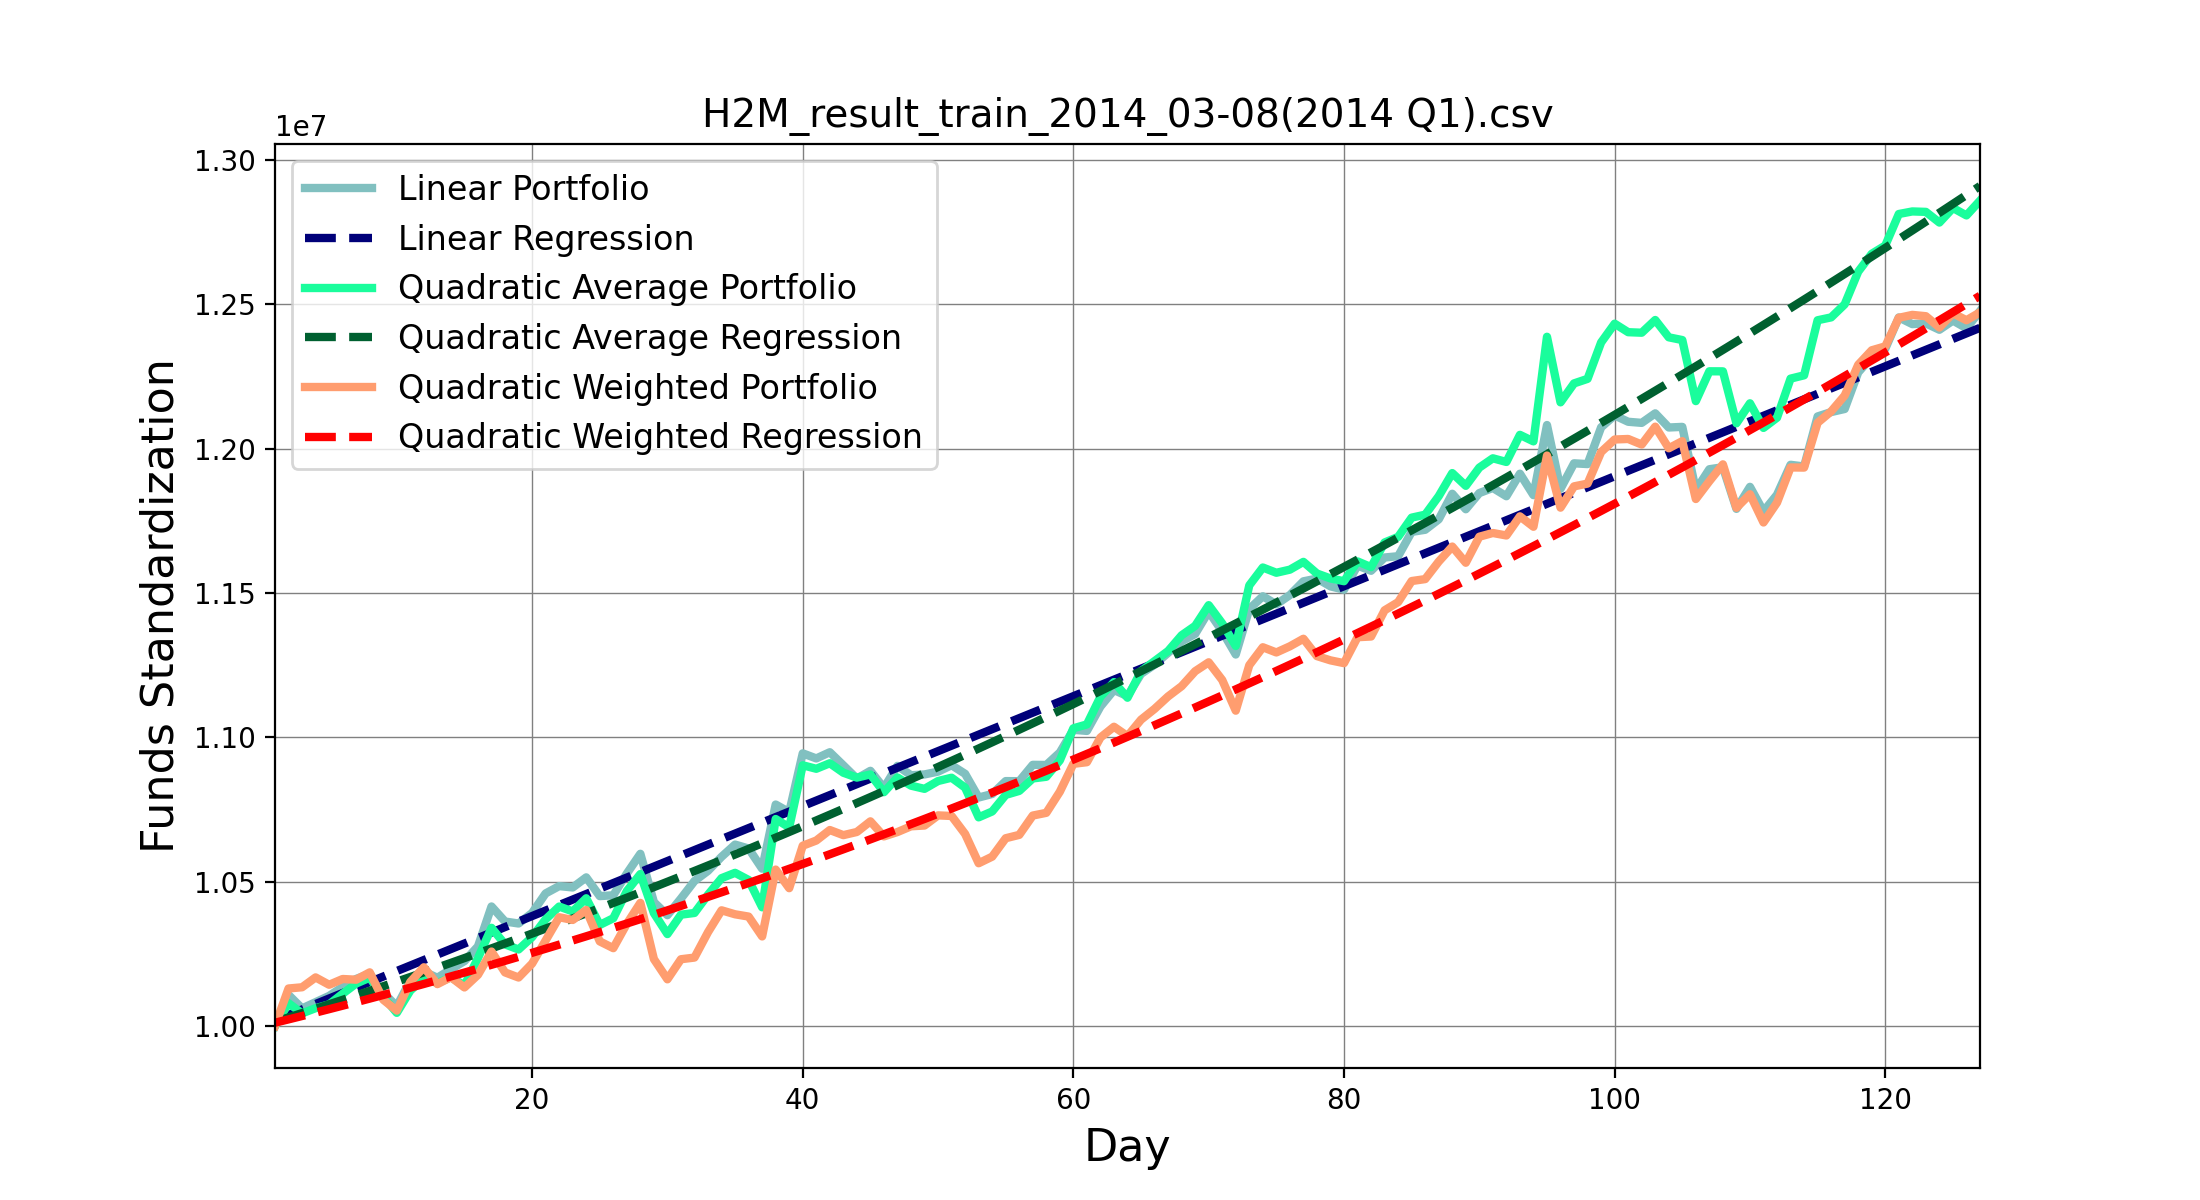 H2M_result_train_2014_03-08(2014 Q1).csv
1e7
1.30
1.25
1.20
1.15
1.10
1.05
1.00
Funds Standardization
Linear Portfolio
Linear Regression
Quadratic Average Portfolio
Quadratic Average Regression
Quadratic Weighted Portfolio
Quadratic Weighted Regression
20 40 60 80 100 120
Day